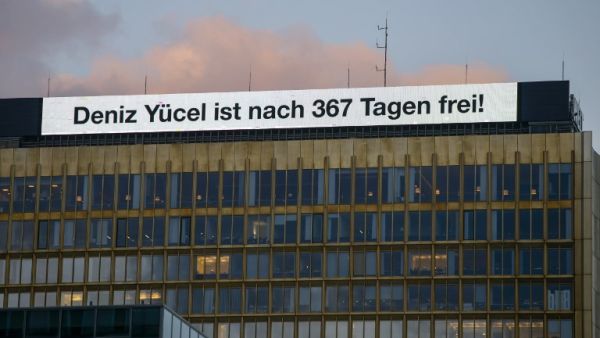 Deniz Yücel ist nach 367 Tagen frei!